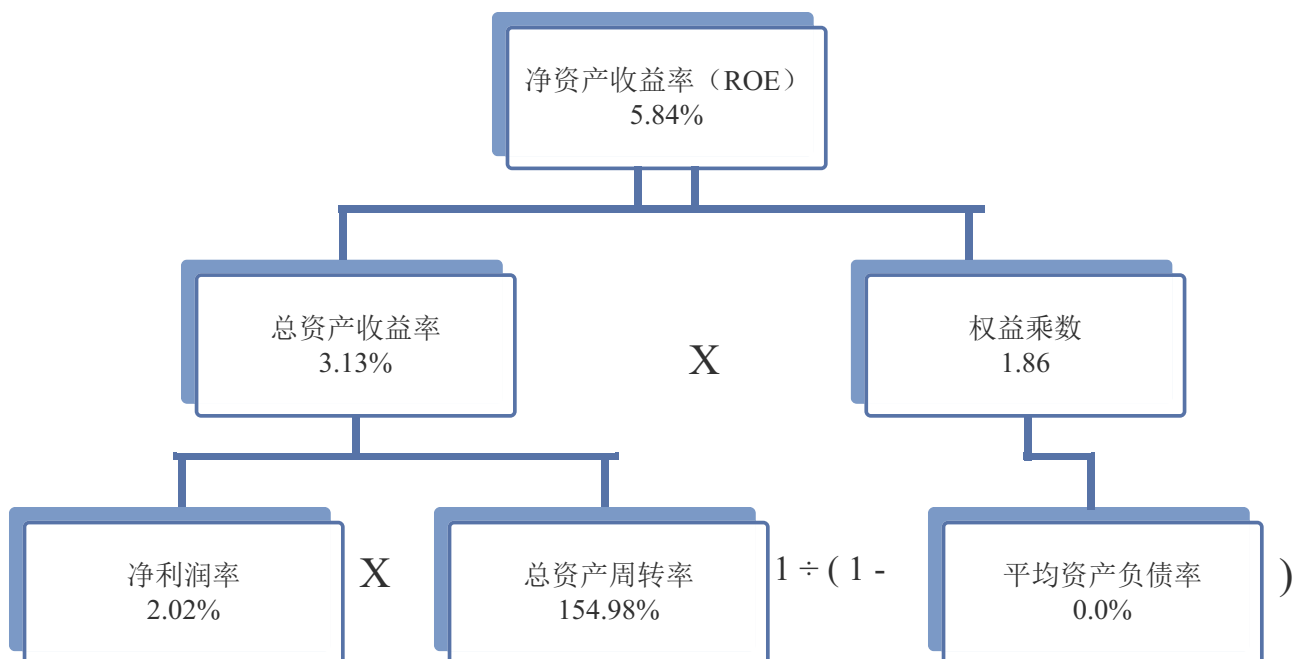 净资产收益率（ROE）
5.84%
总资产收益率
3.13%
X
权益乘数
1.86
净利润率
2.02%
X
总资产周转率
154.98%
1 ÷ ( 1 -
平均资产负债率
0.0%
)